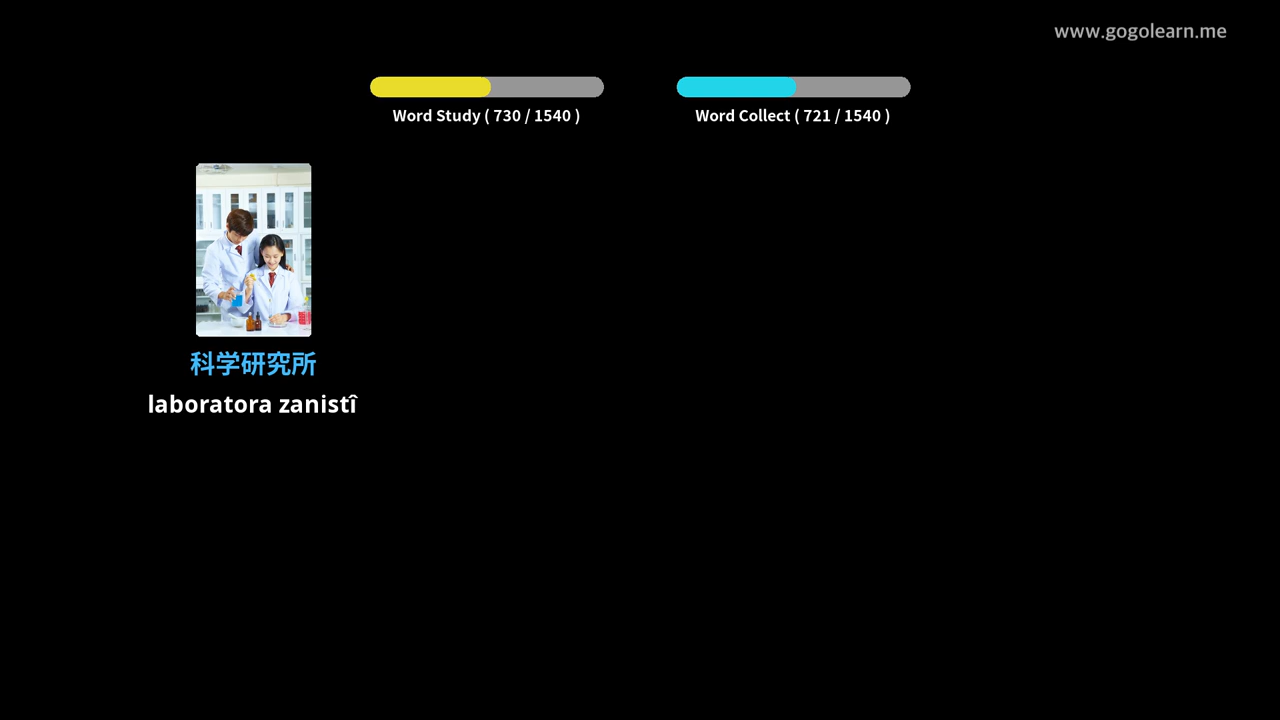 www.gogolearn.me
Word Study ( 730 / 1540 )
Word Collect ( 721 / 1540 )
科学研究所
laboratora zanistî